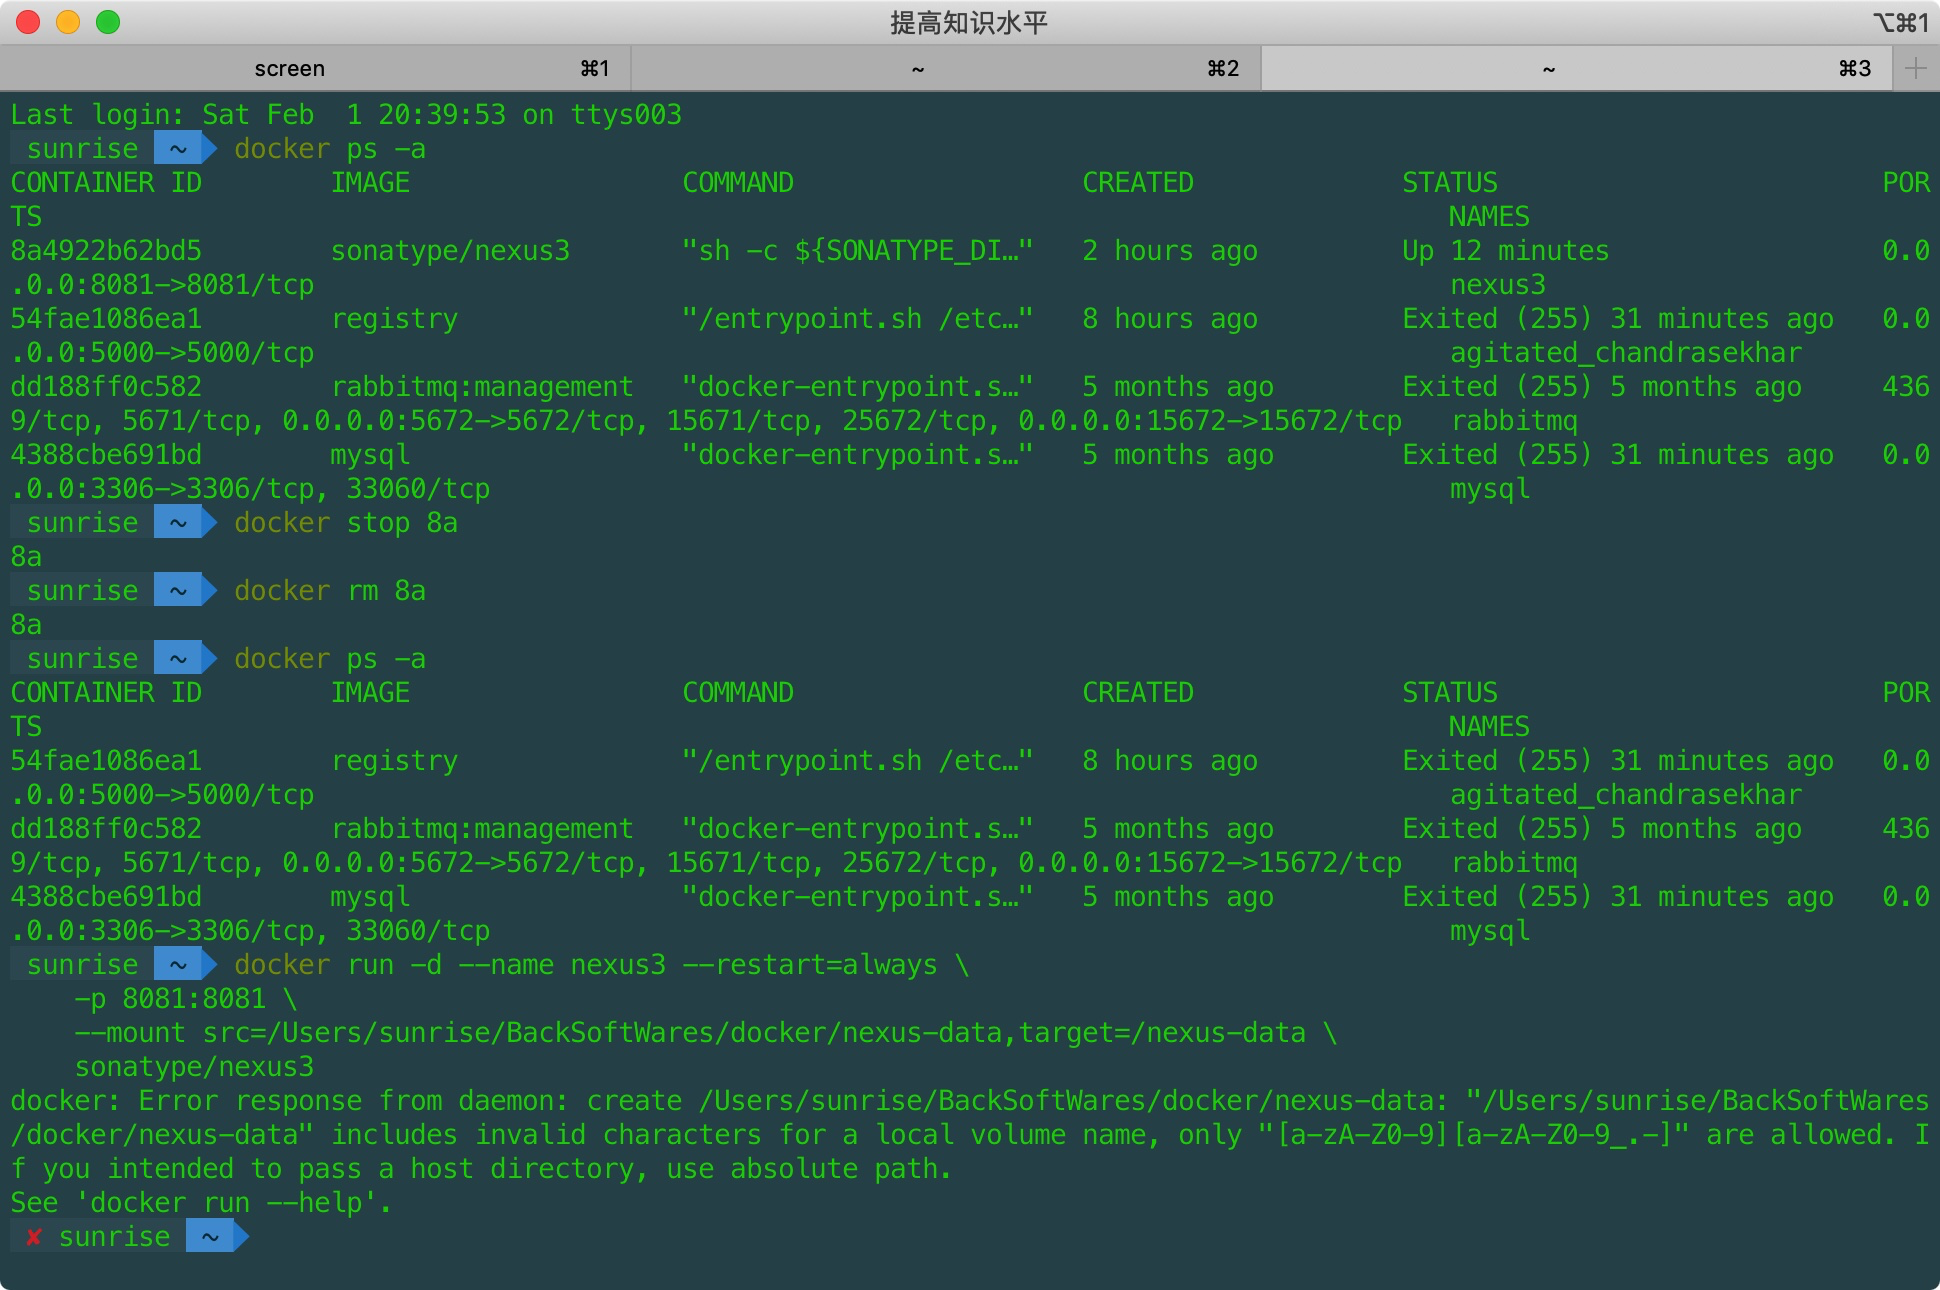 提高知识水平 ⌥⌘1
screen ⌘1 ~ ⌘2 ~ ⌘3
Last login: Sat Feb  1 20:39:53 on ttys003
sunrise ~ docker ps -a
CONTAINER ID        IMAGE                 COMMAND                  CREATED             STATUS                        POR
TS                                                                                        NAMES
8a4922b62bd5        sonatype/nexus3       "sh -c ${SONATYPE_DI…"   2 hours ago         Up 12 minutes                 0.0
.0.0:8081->8081/tcp                                                                       nexus3
54fae1086ea1        registry              "/entrypoint.sh /etc…"   8 hours ago         Exited (255) 31 minutes ago   0.0
.0.0:5000->5000/tcp                                                                       agitated_chandrasekhar
dd188ff0c582        rabbitmq:management   "docker-entrypoint.s…"   5 months ago        Exited (255) 5 months ago     436
9/tcp, 5671/tcp, 0.0.0.0:5672->5672/tcp, 15671/tcp, 25672/tcp, 0.0.0.0:15672->15672/tcp   rabbitmq
4388cbe691bd        mysql                 "docker-entrypoint.s…"   5 months ago        Exited (255) 31 minutes ago   0.0
.0.0:3306->3306/tcp, 33060/tcp                                                            mysql
sunrise ~ docker stop 8a
8a
sunrise ~ docker rm 8a
8a
sunrise ~ docker ps -a
CONTAINER ID        IMAGE                 COMMAND                  CREATED             STATUS                        POR
TS                                                                                        NAMES
54fae1086ea1        registry              "/entrypoint.sh /etc…"   8 hours ago         Exited (255) 31 minutes ago   0.0
.0.0:5000->5000/tcp                                                                       agitated_chandrasekhar
dd188ff0c582        rabbitmq:management   "docker-entrypoint.s…"   5 months ago        Exited (255) 5 months ago     436
9/tcp, 5671/tcp, 0.0.0.0:5672->5672/tcp, 15671/tcp, 25672/tcp, 0.0.0.0:15672->15672/tcp   rabbitmq
4388cbe691bd        mysql                 "docker-entrypoint.s…"   5 months ago        Exited (255) 31 minutes ago   0.0
.0.0:3306->3306/tcp, 33060/tcp                                                            mysql
sunrise ~ docker run -d --name nexus3 --restart=always \
    -p 8081:8081 \
    --mount src=/Users/sunrise/BackSoftWares/docker/nexus-data,target=/nexus-data \
    sonatype/nexus3
docker: Error response from daemon: create /Users/sunrise/BackSoftWares/docker/nexus-data: "/Users/sunrise/BackSoftWares
/docker/nexus-data" includes invalid characters for a local volume name, only "[a-zA-Z0-9][a-zA-Z0-9_.-]" are allowed. I
f you intended to pass a host directory, use absolute path.
See 'docker run --help'.
✘ sunrise ~